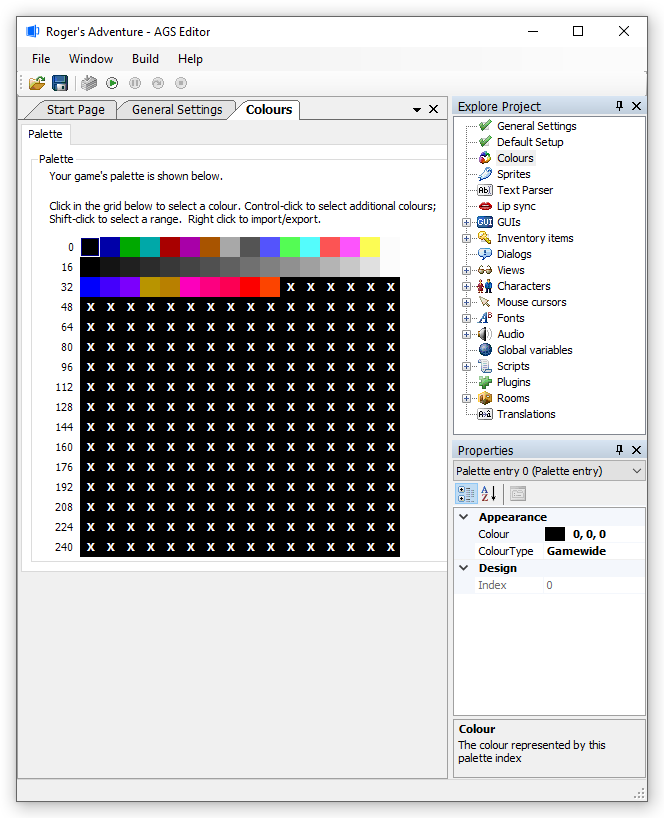 Roger's Adventure - AGS Editor
File Window Build Help
Start Page General Settings Colours
Palette
Palette
Your game's palette is shown below.
Click in the grid below to select a colour. Control-click to select additional colours;
Shift-click to select a range. Right click to import/export.
0
16
32 X X X X X X
48 X X X X X X X X X X X X X X X X
64 X X X X X X X X X X X X X X X X
80 X X X X X X X X X X X X X X X X
96 X X X X X X X X X X X X X X X X
112 X X X X X X X X X X X X X X X X
128 X X X X X X X X X X X X X X X X
144 X X X X X X X X X X X X X X X X
160 X X X X X X X X X X X X X X X X
176 X X X X X X X X X X X X X X X X
192 X X X X X X X X X X X X X X X X
208 X X X X X X X X X X X X X X X X
224 X X X X X X X X X X X X X X X X
240 X X X X X X X X X X X X X X X X
Explore Project
General Settings
Default Setup
Colours
Sprites
Ab Text Parser
Lip sync
GUI GUIs
Inventory items
Dialogs
Views
Characters
Mouse cursors
Fonts
Audio
Global variables
Scripts
Plugins
Rooms
Translations
Properties
Palette entry 0 (Palette entry)
A
Z
Appearance
Colour 0, 0, 0
ColourType Gamewide
Design
Index 0
Colour
The colour represented by this
palette index